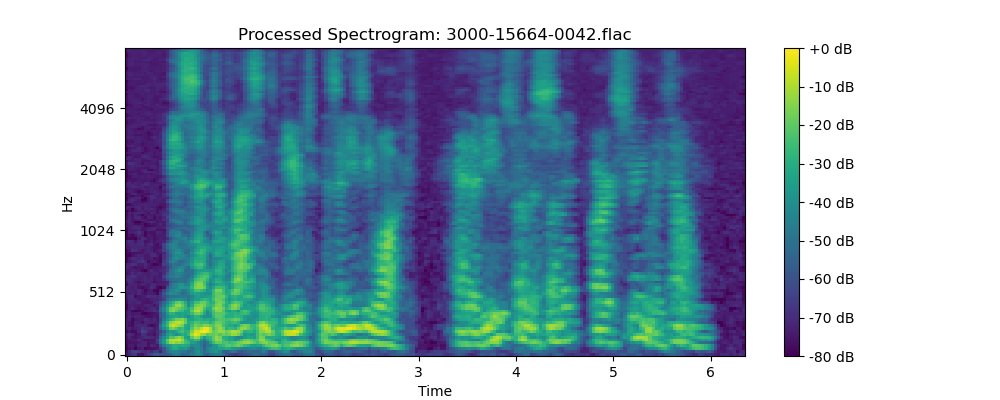 Processed Spectrogram: 3000-15664-0042.flac
Hz
4096
2048
1024
512
0
0 1 2 3 4 5 6
Time
+0 dB
-10 dB
-20 dB
-30 dB
-40 dB
-50 dB
-60 dB
-70 dB
-80 dB